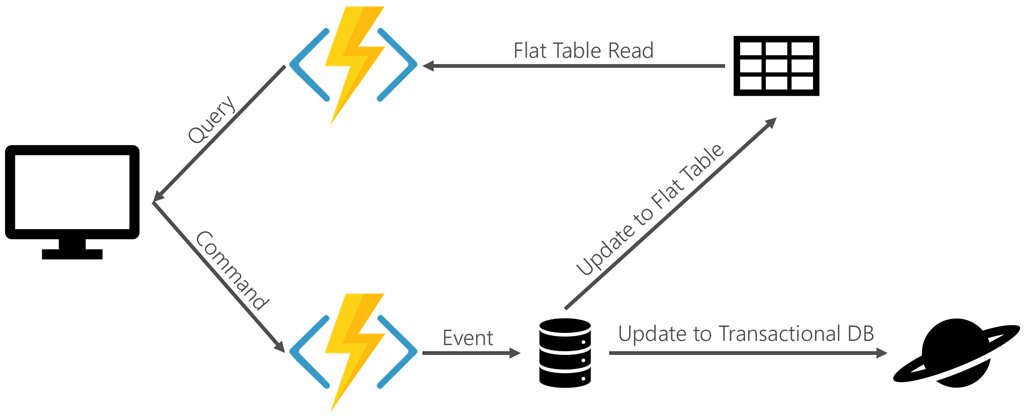 Flat Table Read
Query
Update to Flat Table
Command
Event
Update to Transactional DB